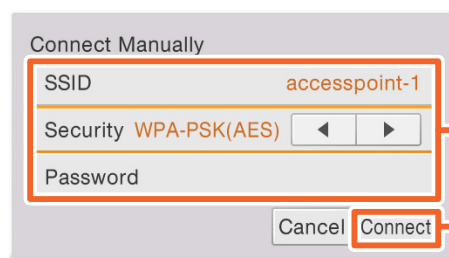 Connect Manually
SSID accesspoint-1
Security WPA-PSK(AES)
Password
Cancel Connect